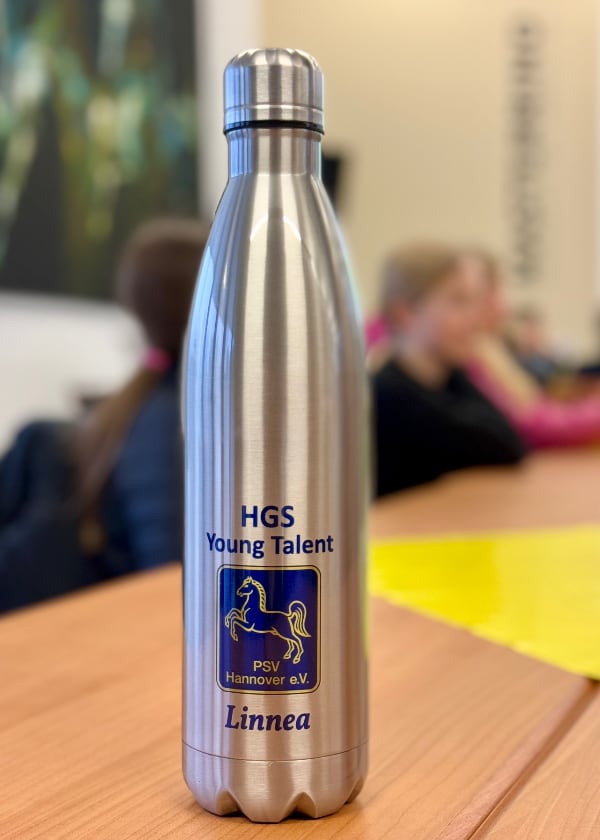 HGS
Young Talent
PSV
Hannover e.V.
Linnea